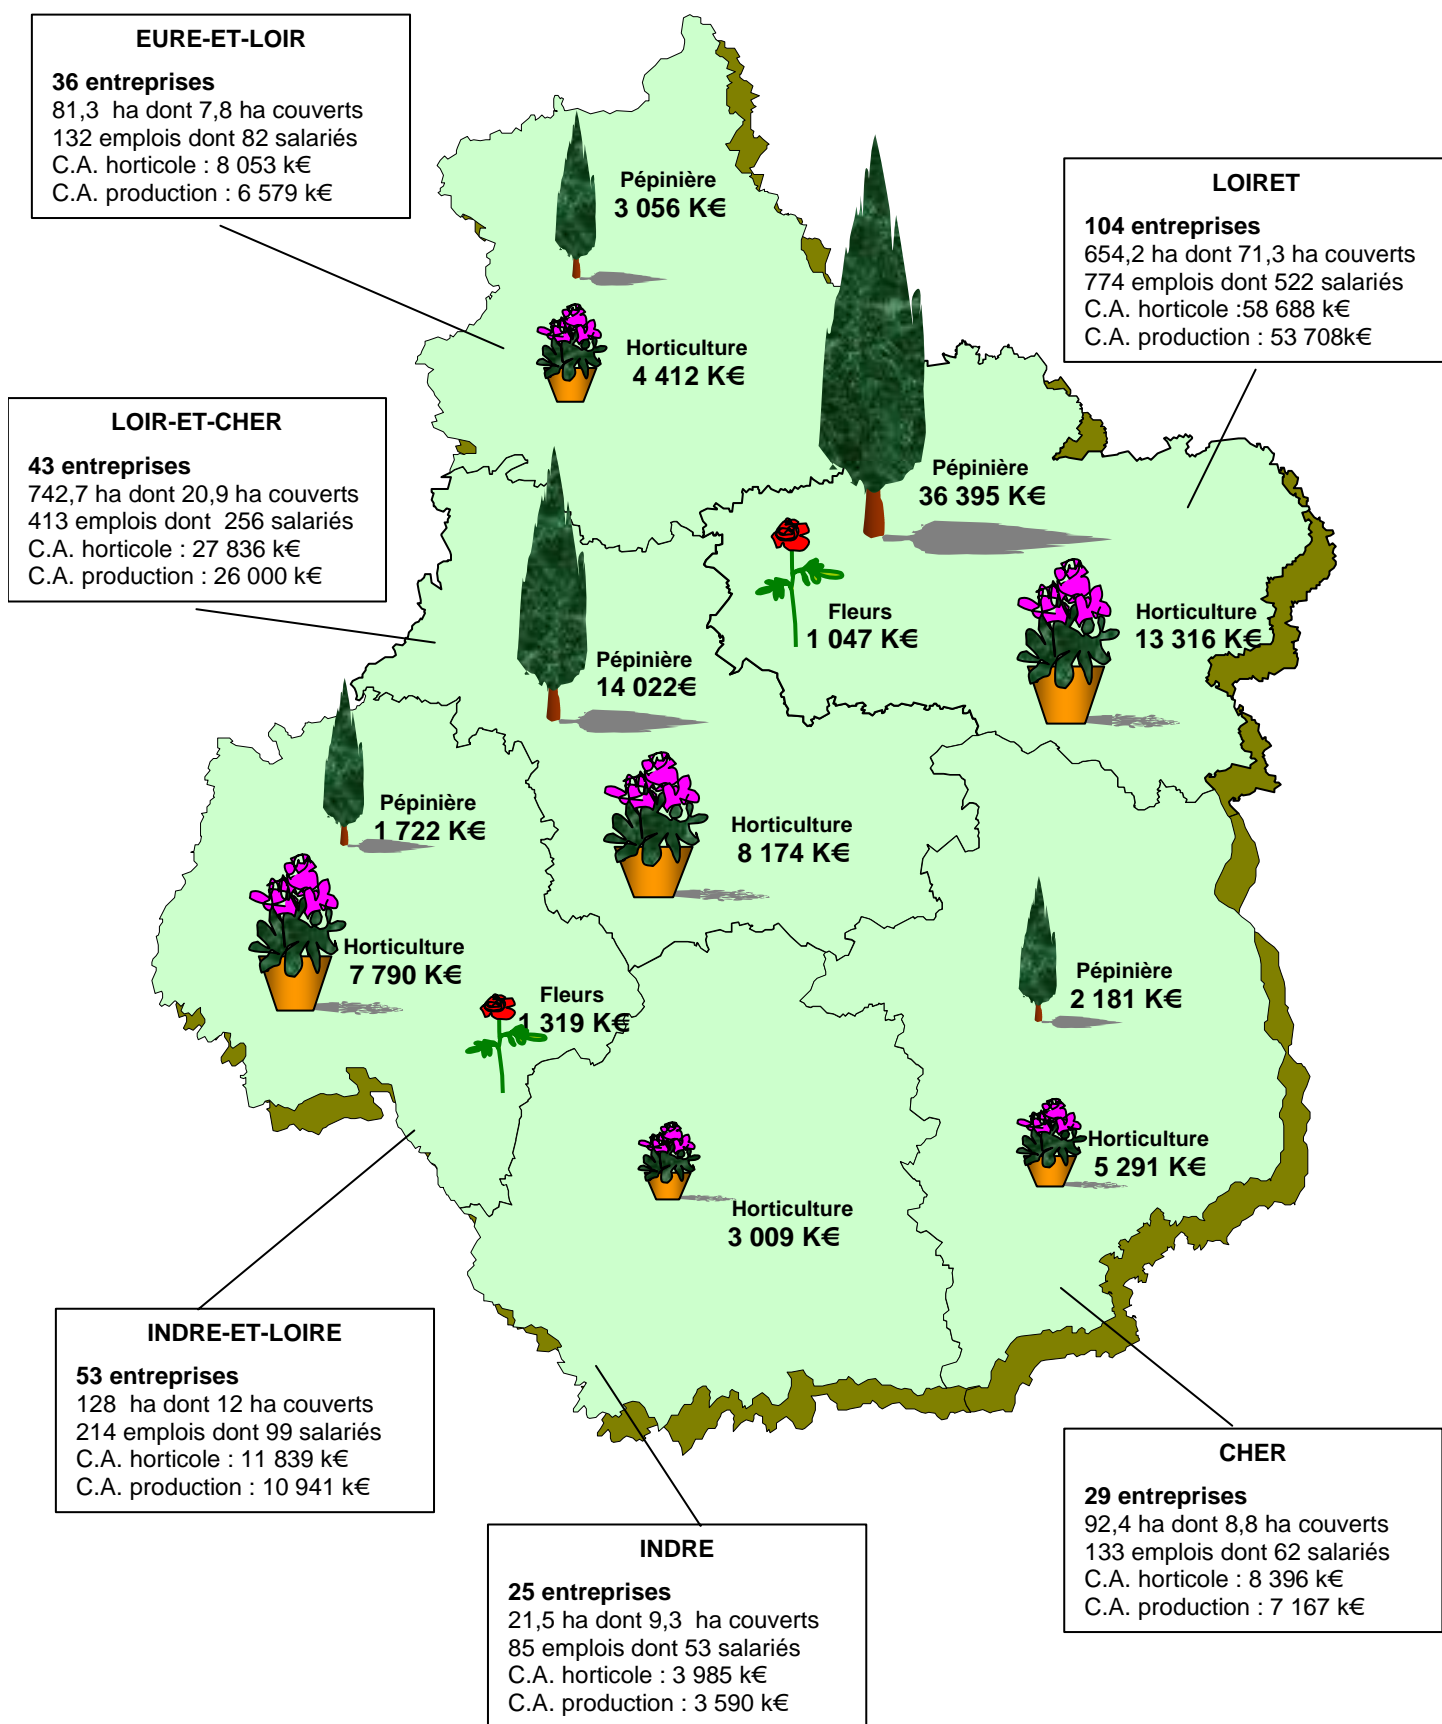 EURE-ET-LOIR
36 entreprises
81,3  ha dont 7,8 ha couverts
132 emplois dont 82 salariés
C.A. horticole : 8 053 k€
C.A. production : 6 579 k€
Pépinière
3 056 K€
Horticulture
4 412 K€
LOIRET
104 entreprises
654,2 ha dont 71,3 ha couverts
774 emplois dont 522 salariés
C.A. horticole :58 688 k€
C.A. production : 53 708k€
LOIR-ET-CHER
43 entreprises
742,7 ha dont 20,9 ha couverts
413 emplois dont  256 salariés
C.A. horticole : 27 836 k€
C.A. production : 26 000 k€
Pépinière
36 395 K€
Fleurs
1 047 K€
Horticulture
13 316 K€
Pépinière
14 022€
Pépinière
1 722 K€
Horticulture
8 174 K€
Horticulture
7 790 K€
Fleurs
1 319 K€
Pépinière
2 181 K€
Horticulture
5 291 K€
Horticulture
3 009 K€
INDRE-ET-LOIRE
53 entreprises
128  ha dont 12 ha couverts
214 emplois dont 99 salariés
C.A. horticole : 11 839 k€
C.A. production : 10 941 k€
CHER
29 entreprises
92,4 ha dont 8,8 ha couverts
133 emplois dont 62 salariés
C.A. horticole : 8 396 k€
C.A. production : 7 167 k€
INDRE
25 entreprises
21,5 ha dont 9,3  ha couverts
85 emplois dont 53 salariés
C.A. horticole : 3 985 k€
C.A. production : 3 590 k€